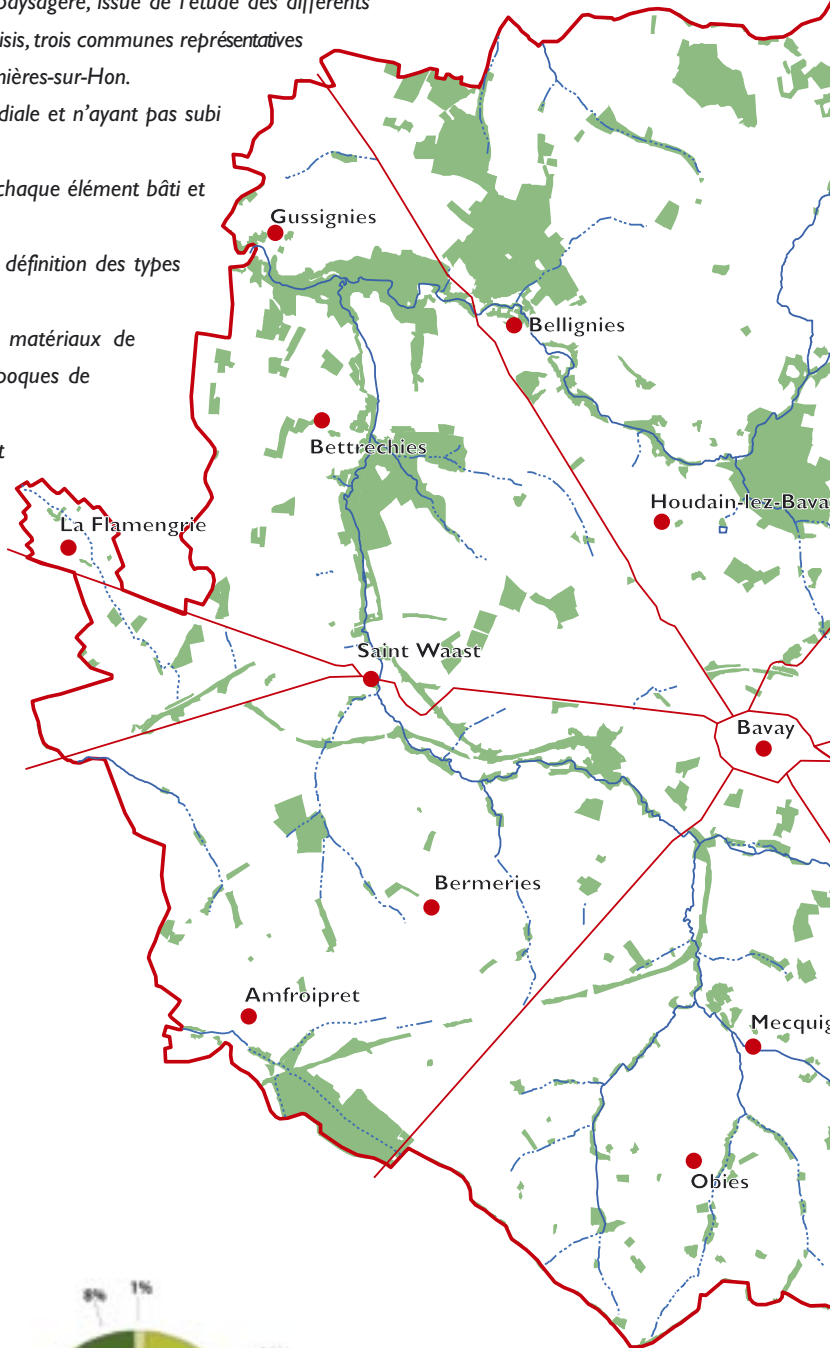 paysagère, issue de l'étude des différents
isis, trois communes représentatives
nières-sur-Hon.
diale et n'ayant pas subi
chaque élément bâti et
définition des types
matériaux de
poques de
t
Gussignies
Bellignies
Bettrechies
Houdain-lez-Bava
La Flamengrie
Saint Waast
Bavay
Bermeries
Amfroipret
Mecquig
Obies
8% 1%